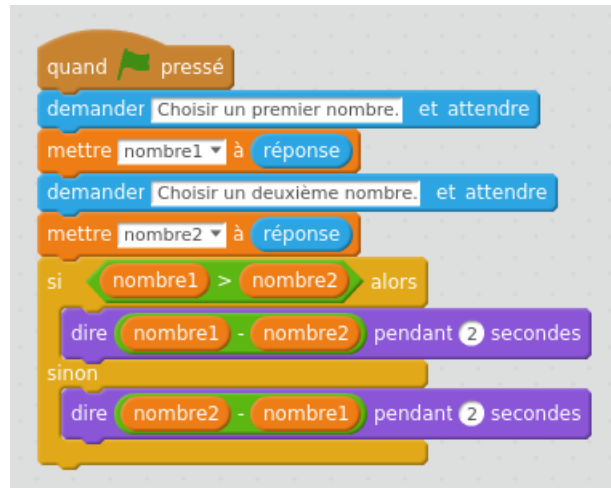 quand pressé
demander Choisir un premier nombre. et attendre
mettre nombre1 à réponse
demander Choisir un deuxième nombre. et attendre
mettre nombre2 à réponse
si nombre1 > nombre2 alors
dire nombre1 - nombre2 pendant 2 secondes
sinon
dire nombre2 - nombre1 pendant 2 secondes